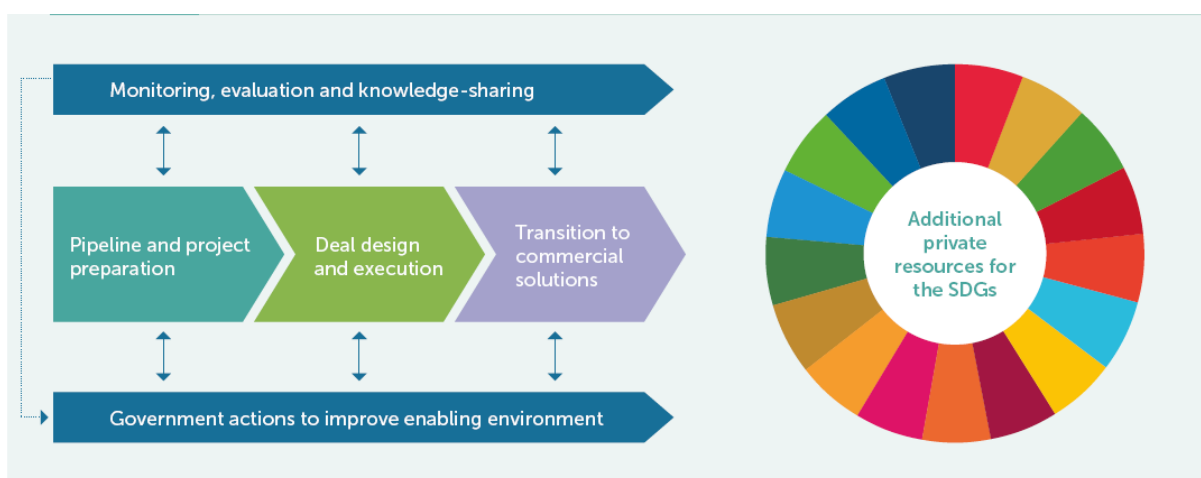 Monitoring, evaluation and knowledge-sharing
Pipeline and project
preparation
Deal design
and execution
Transition to
commercial
solutions
Government actions to improve enabling environment
Additional
private
resources for
the SDGs